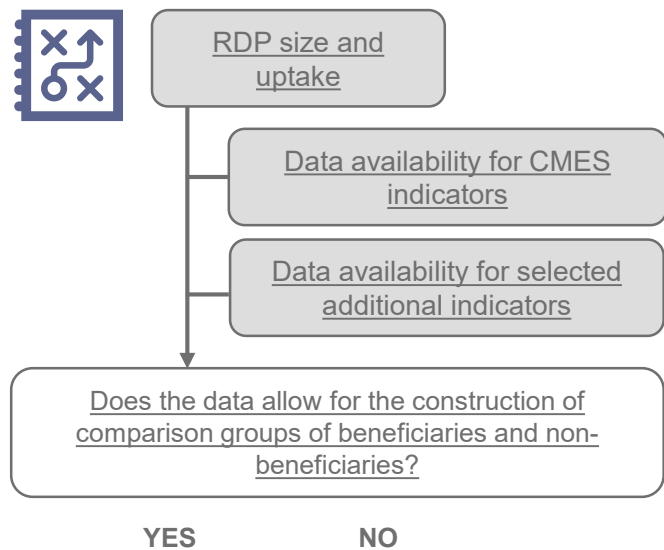 RDP size and
uptake
Data availability for CMES
indicators
Data availability for selected
additional indicators
Does the data allow for the construction of
comparison groups of beneficiaries and non-
beneficiaries?
YES NO